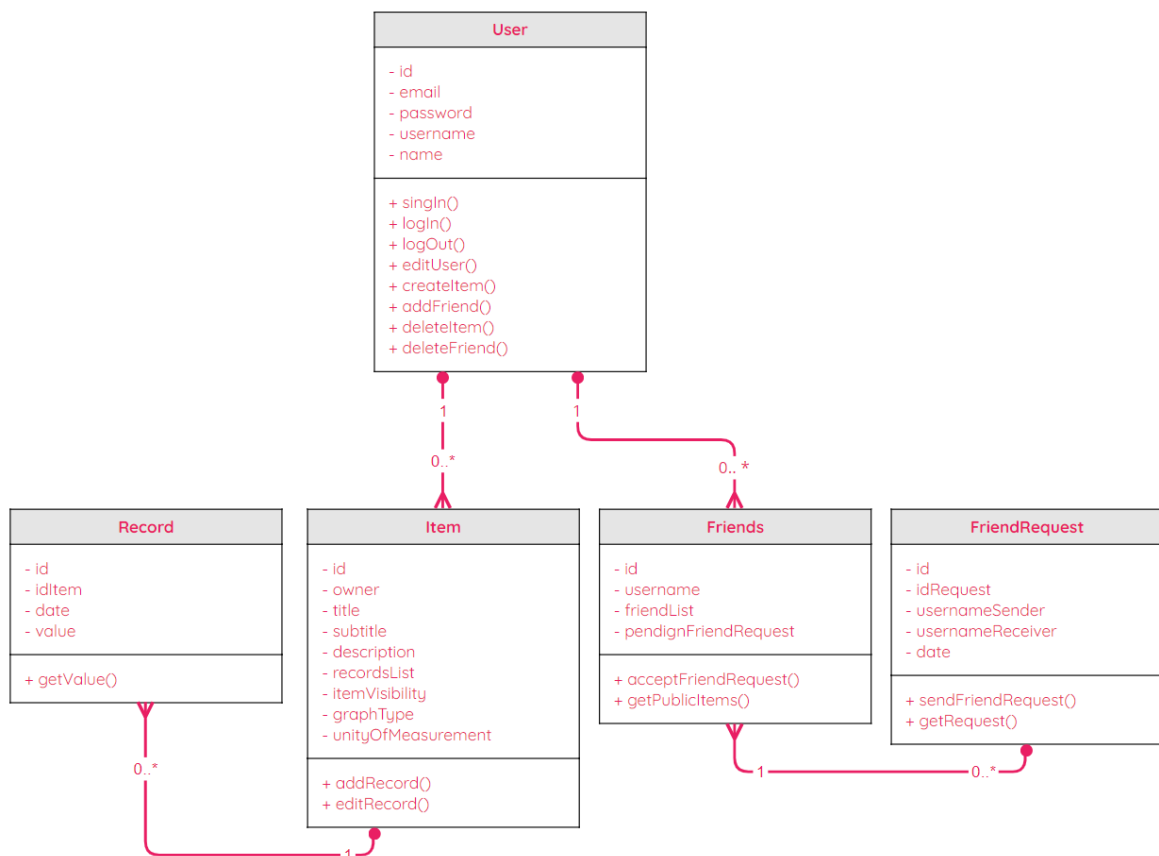 User
- id
- email
- password
- username
- name
+ singIn()
+ logIn()
+ logOut()
+ editUser()
+ createItem()
+ addFriend()
+ deleteItem()
+ deleteFriend()
1
1
0..*
0.. *
Record
- id
- idItem
- date
- value
+ getValue()
Item
- id
- owner
- title
- subtitle
- description
- recordsList
- itemVisibility
- graphType
- unityOfMeasurement
+ addRecord()
+ editRecord()
Friends
- id
- username
- friendList
- pendignFriendRequest
+ acceptFriendRequest()
+ getPublicItems()
FriendRequest
- id
- idRequest
- usernameSender
- usernameReceiver
- date
+ sendFriendRequest()
+ getRequest()
0..*
1
1
0..*